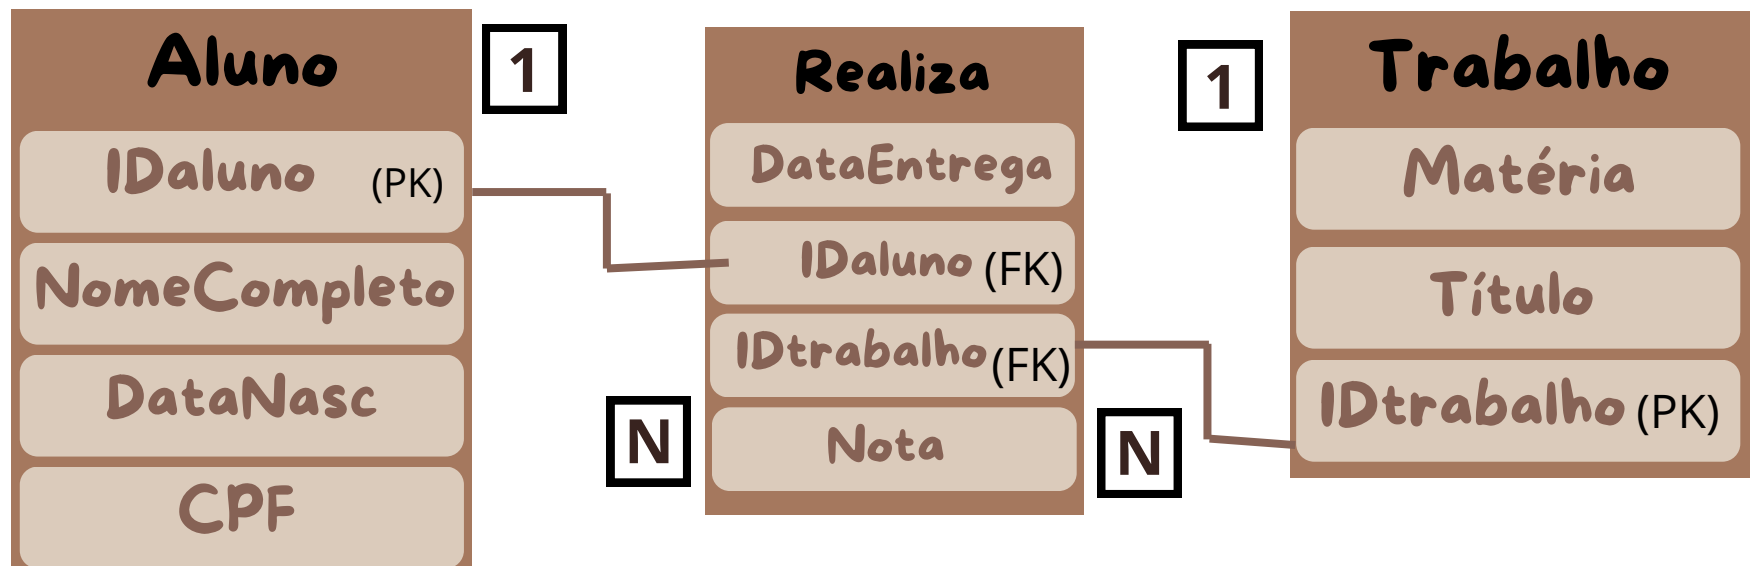 Aluno
1
IDaluno (PK)
NomeCompleto
DataNasc
CPF
Realiza
DataEntrega
IDaluno (FK)
IDtrabalho (FK)
Nota
N
N
1
Trabalho
Matéria
Título
IDtrabalho (PK)